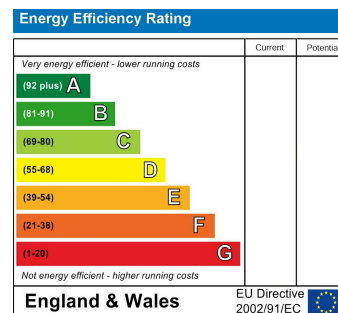 Energy Efficiency Rating
Current Potentia
Very energy efficient - lower running costs
(92 plus) A
(81-91) B
(69-80) C
(55-68) D
(39-54) E
(21-38) F
(1-20) G
Not energy efficient - higher running costs
England & Wales
EU Directive
2002/91/EC